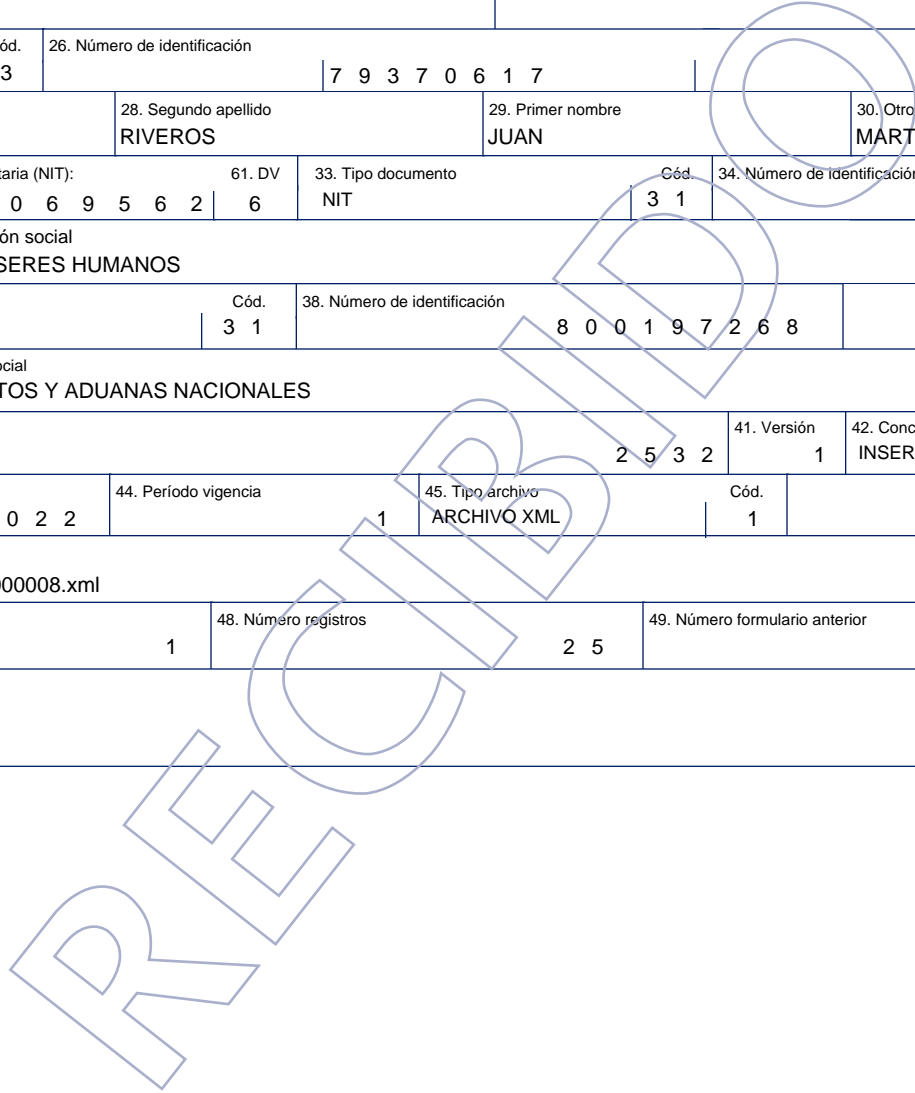 ód. 26. Número de identificación
3 7 9 3 7 0 6 1 7
28. Segundo apellido 29. Primer nombre 30. Otro
RIVEROS JUAN MART
taria (NIT): 61. DV 33. Tipo documento Cód. 34. Número de identificación
0 6 9 5 6 2 6 NIT 3 1
ón social
SERES HUMANOS
Cód. 38. Número de identificación
3 1 8 0 0 1 9 7 2 6 8
ocial
TOS Y ADUANAS NACIONALES
41. Versión 42. Conc
2 5 3 2 1 INSER
44. Período vigencia 45. Tipo archivo Cód.
0 2 2 1 ARCHIVO XML 1
000008.xml
48. Número registros 49. Número formulario anterior
1 2 5
RECIBIDO